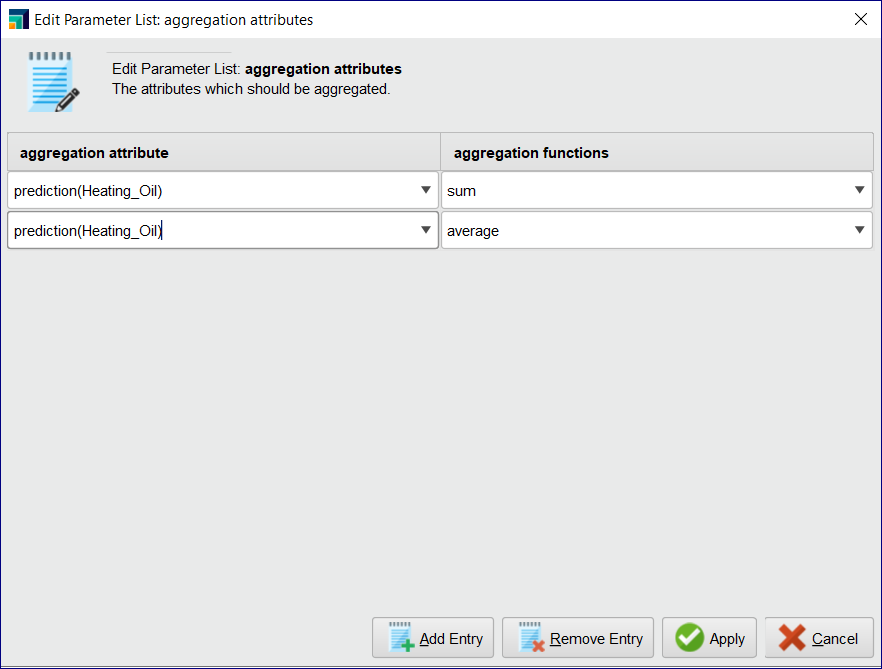 Edit Parameter List: aggregation attributes
Edit Parameter List: aggregation attributes
The attributes which should be aggregated.
aggregation attribute aggregation functions
prediction(Heating_Oil) sum
prediction(Heating_Oil) average
Add Entry Remove Entry Apply Cancel